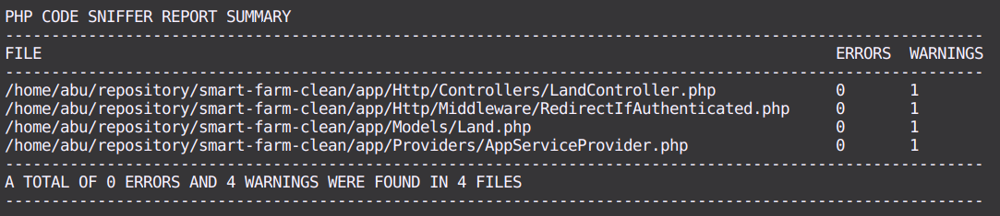 PHP CODE SNIFFER REPORT SUMMARY
----------------------------------------------------------------------------------------------------------
FILE ERRORS WARNINGS
----------------------------------------------------------------------------------------------------------
/home/abu/repository/smart-farm-clean/app/Http/Controllers/LandController.php 0 1
/home/abu/repository/smart-farm-clean/app/Http/Middleware/RedirectIfAuthenticated.php 0 1
/home/abu/repository/smart-farm-clean/app/Models/Land.php 0 1
/home/abu/repository/smart-farm-clean/app/Providers/AppServiceProvider.php 0 1
----------------------------------------------------------------------------------------------------------
A TOTAL OF 0 ERRORS AND 4 WARNINGS WERE FOUND IN 4 FILES
----------------------------------------------------------------------------------------------------------